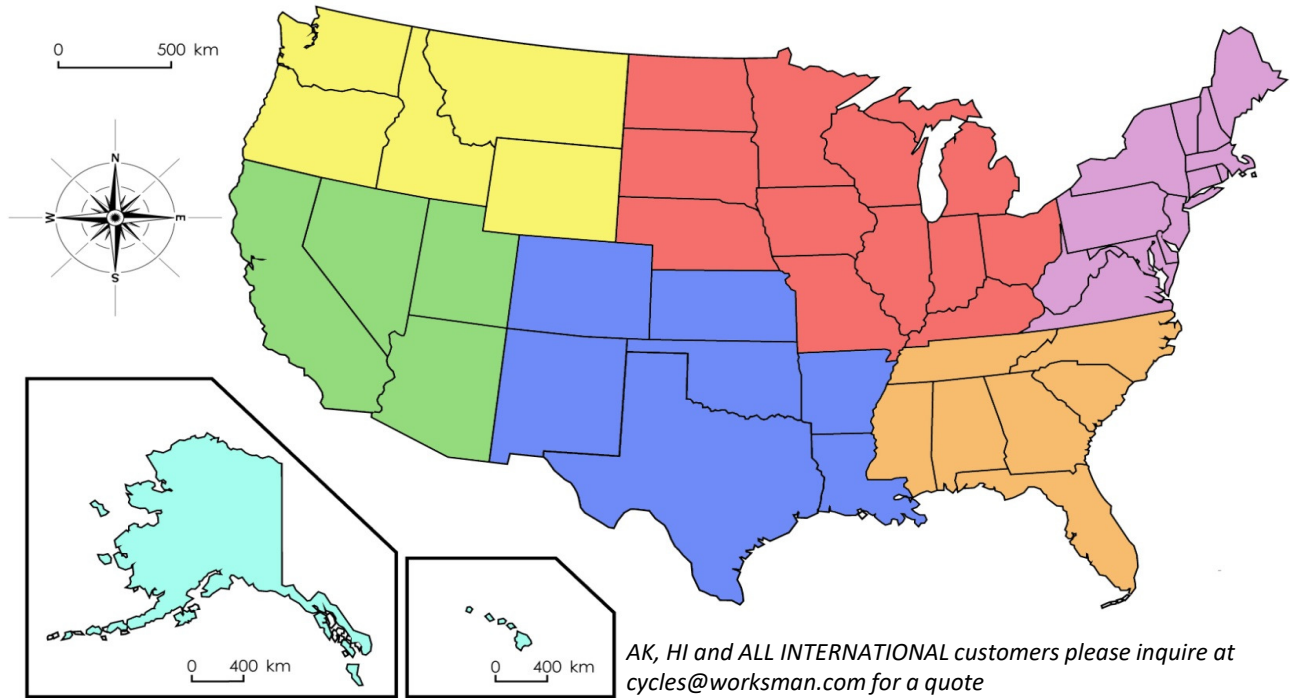 0 500 km
N
W E
S
0 400 km
0 400 km
AK, HI and ALL INTERNATIONAL customers please inquire at
cycles@worksman.com for a quote